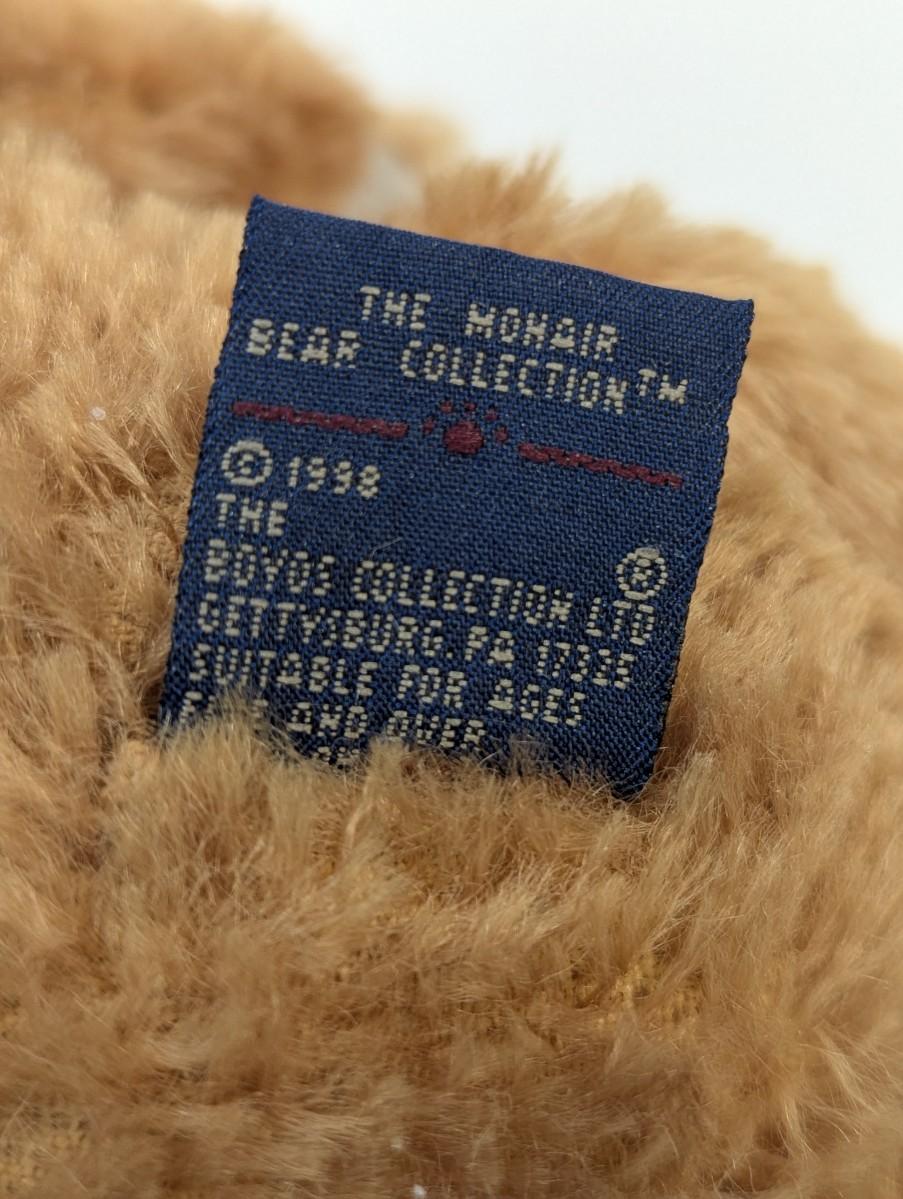 THE MOHAIR
BEAR COLLECTION™
© 1998
THE ®
BOYDS COLLECTION LTD
GETTYSBURG, PA 17325
SUITABLE FOR AGES
AND OVER